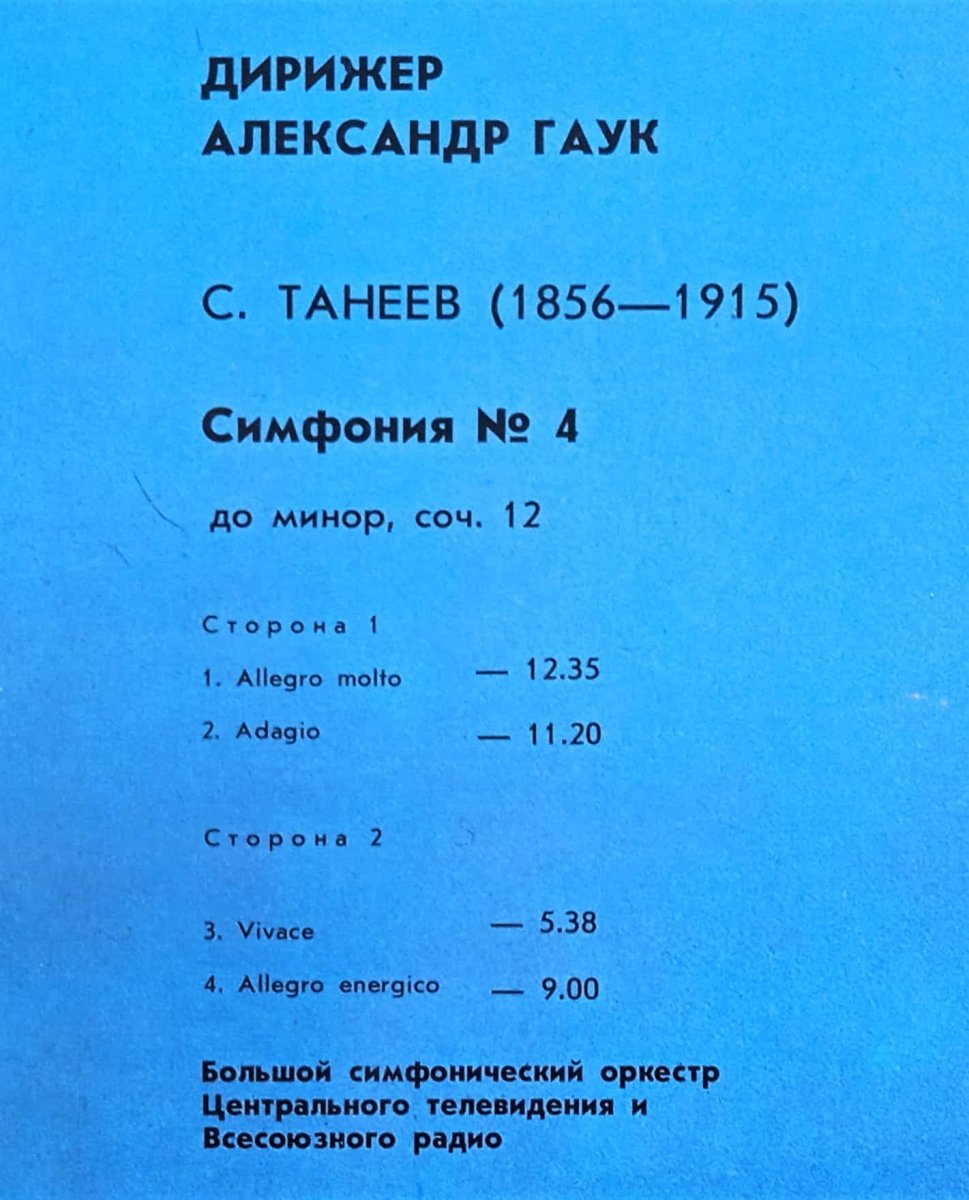 ДИРИЖЕР
АЛЕКСАНДР ГАУК
С. ТАНЕЕВ (1856—1915)
Симфония № 4
до минор, соч. 12
Сторона 1
1. Allegro molto — 12.35
2. Adagio — 11.20
Сторона 2
3. Vivace — 5.38
4. Allegro energico — 9.00
Большой симфонический оркестр
Центрального телевидения и
Всесоюзного радио